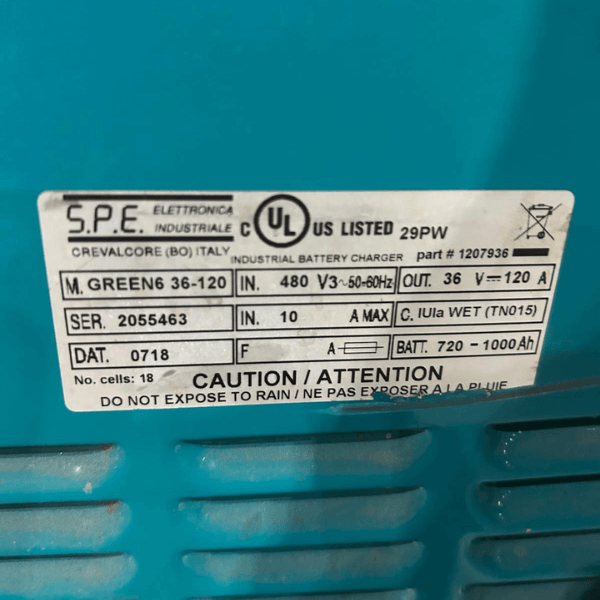 S.P.E. ELETTRONICA INDUSTRIALE
CREVALCORE (BO) ITALY
C UL US LISTED 29PW
INDUSTRIAL BATTERY CHARGER
part # 1207936
M. GREEN6 36-120 IN. 480 V3~50-60Hz OUT. 36 V⎓120 A
SER. 2055463 IN. 10 A MAX C. IUIa WET (TN015)
DAT. 0718 F A BATT. 720 - 1000Ah
No. cells: 18
CAUTION / ATTENTION
DO NOT EXPOSE TO RAIN / NE PAS EXPOSER A LA PLUIE